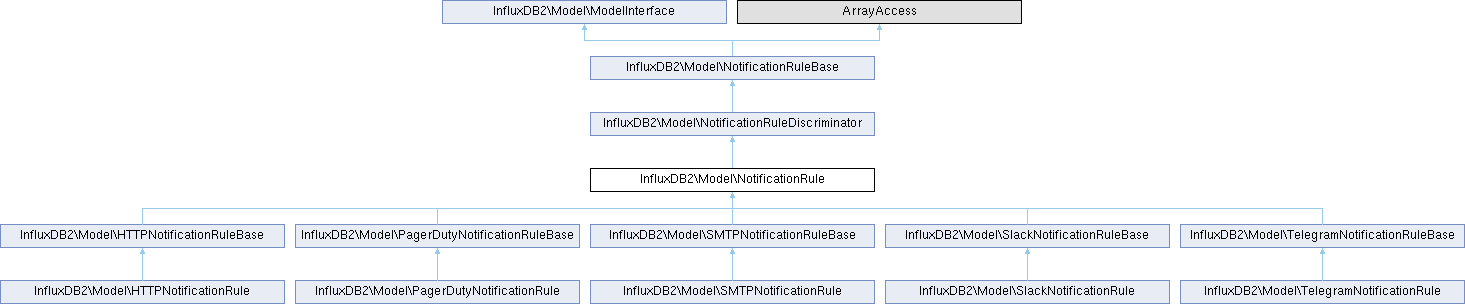 InfluxDB2\Model\ModelInterface
ArrayAccess
InfluxDB2\Model\NotificationRuleBase
InfluxDB2\Model\NotificationRuleDiscriminator
InfluxDB2\Model\NotificationRule
InfluxDB2\Model\HTTPNotificationRuleBase
InfluxDB2\Model\PagerDutyNotificationRuleBase
InfluxDB2\Model\SMTPNotificationRuleBase
InfluxDB2\Model\SlackNotificationRuleBase
InfluxDB2\Model\TelegramNotificationRuleBase
InfluxDB2\Model\HTTPNotificationRule
InfluxDB2\Model\PagerDutyNotificationRule
InfluxDB2\Model\SMTPNotificationRule
InfluxDB2\Model\SlackNotificationRule
InfluxDB2\Model\TelegramNotificationRule